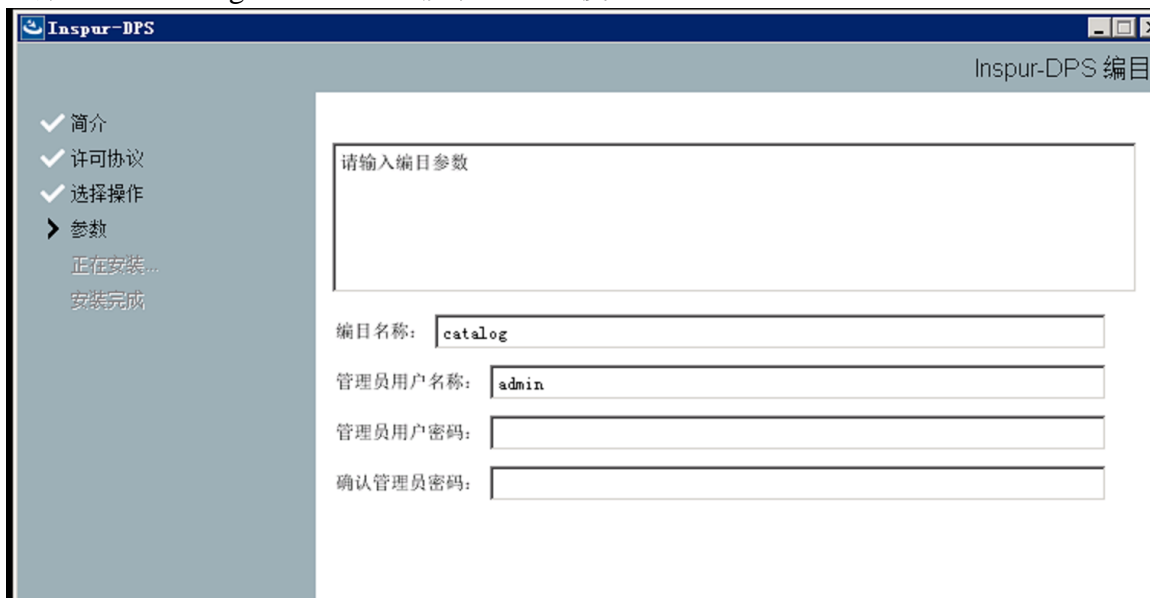 Inspur-DPS
Inspur-DPS 编目
简介
许可协议
选择操作
参数
正在安装...
安装完成
请输入编目参数
编目名称: catalog
管理员用户名称: admin
管理员用户密码:
确认管理员密码: